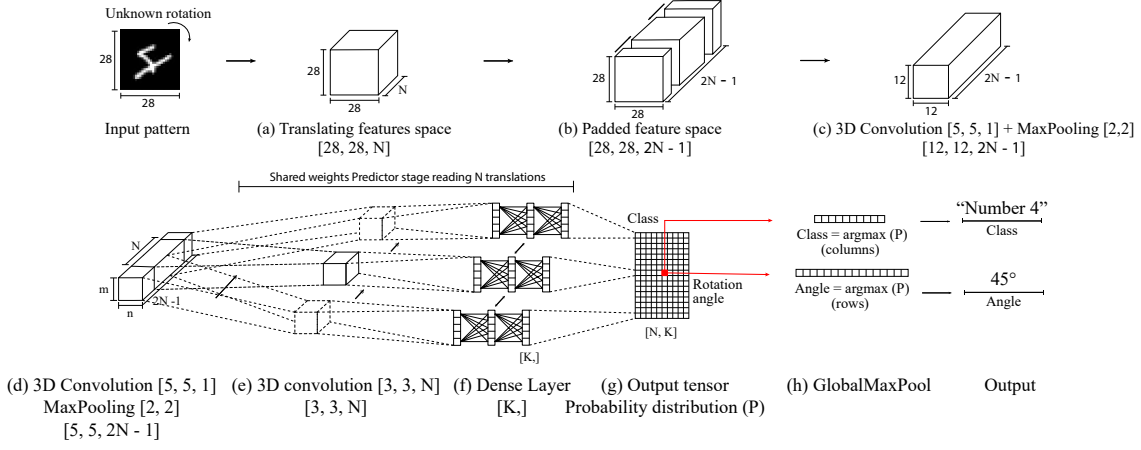 Unknown rotation
28
28
Input pattern
28
28
N
(a) Translating features space
[28, 28, N]
28
28
2N - 1
(b) Padded feature space
[28, 28, 2N - 1]
12
12
2N - 1
(c) 3D Convolution [5, 5, 1] + MaxPooling [2,2]
[12, 12, 2N - 1]
Shared weights Predictor stage reading N translations
N
m
n
2N -1
[K,]
Class
Rotation
angle
[N, K]
Class = argmax (P)
(columns)
Angle = argmax (P)
(rows)
“Number 4”
Class
45°
Angle
(d) 3D Convolution [5, 5, 1]
MaxPooling [2, 2]
[5, 5, 2N - 1]
(e) 3D convolution [3, 3, N]
[3, 3, N]
(f) Dense Layer
[K,]
(g) Output tensor
Probability distribution (P)
(h) GlobalMaxPool
Output